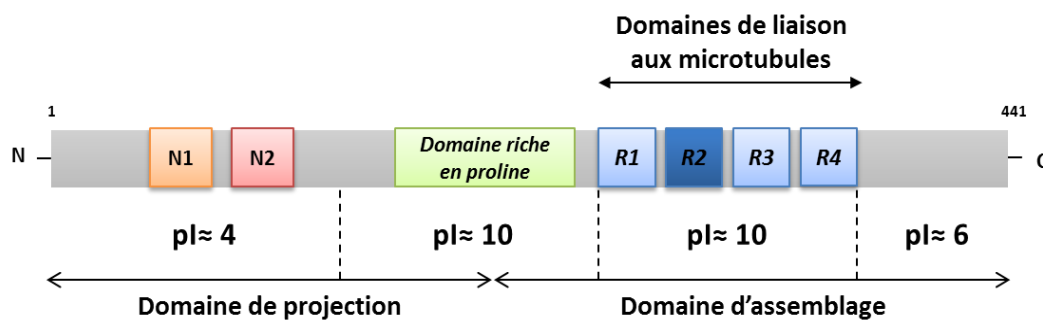 Domaines de liaison
aux microtubules
1
441
N
N1
N2
Domaine riche
en proline
R1
R2
R3
R4
pI≈ 4
pI≈ 10
pI≈ 10
pI≈ 6
Domaine de projection
Domaine d’assemblage